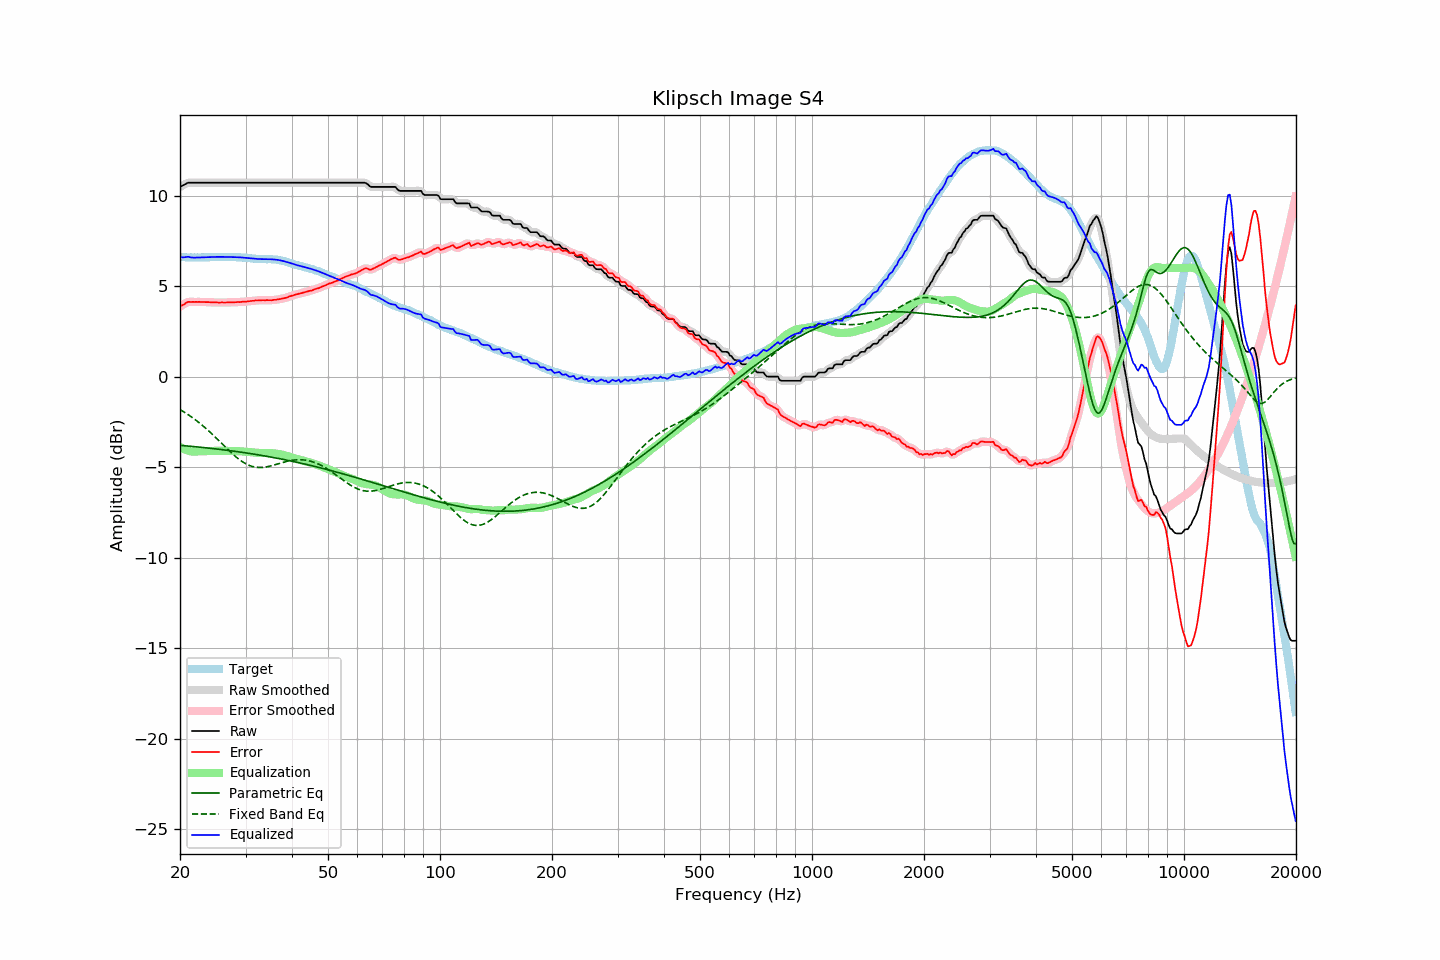 Klipsch Image S4
Amplitude (dBr)
10
5
0
−5
−10
−15
−20
−25
Target
Raw Smoothed
Error Smoothed
Raw
Error
Equalization
Parametric Eq
Fixed Band Eq
Equalized
20 50 100 200 500 1000 2000 5000 10000 20000
Frequency (Hz)